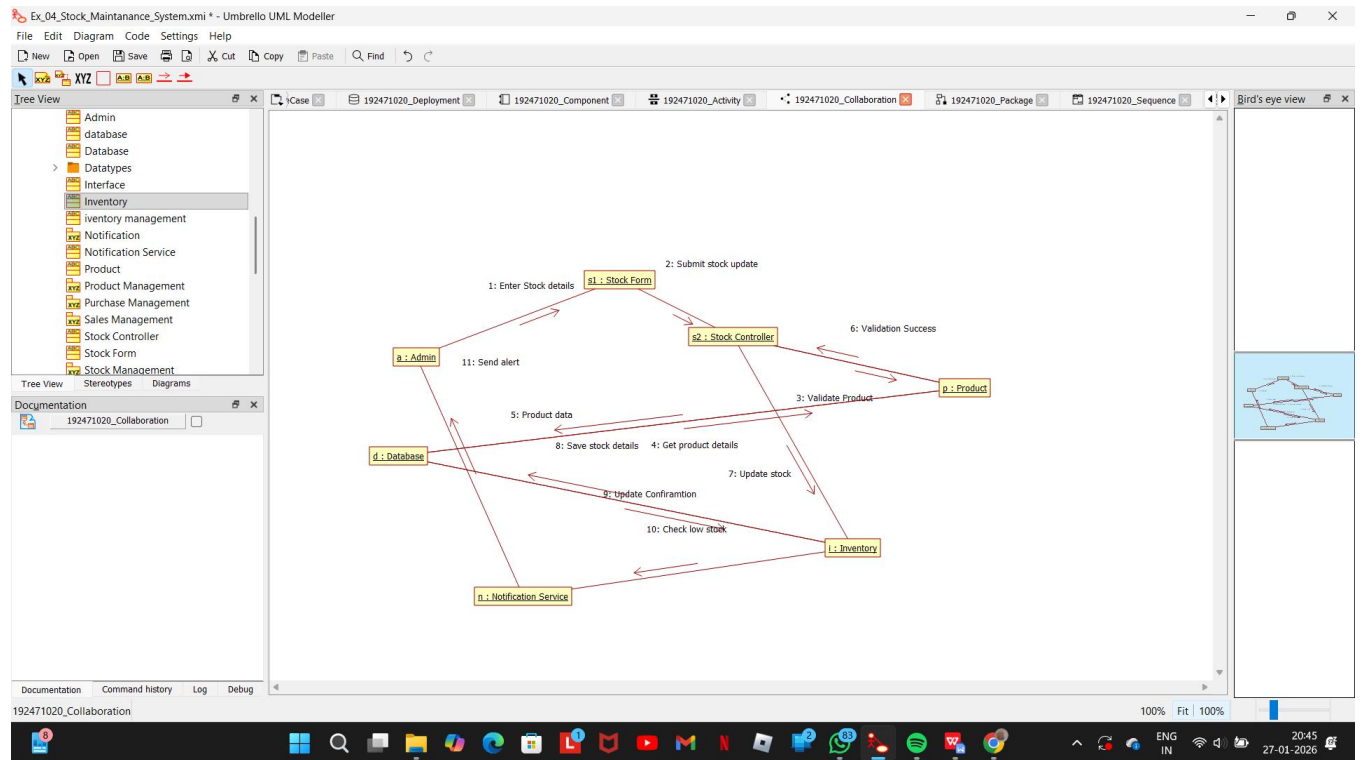 Ex_04_Stock_Maintanance_System.xmi * - Umbrello UML Modeller
File Edit Diagram Code Settings Help
New Open Save Cut Copy Paste Find
XYZ XYZ A:B A:B
Tree View
Case 192471020_Deployment 192471020_Component 192471020_Activity 192471020_Collaboration 192471020_Package 192471020_Sequence
Bird's eye view
Admin
database
Database
Datatypes
Interface
Inventory
iventory management
Notification
Notification Service
Product
Product Management
Purchase Management
Sales Management
Stock Controller
Stock Form
Stock Management
Tree View Stereotypes Diagrams
Documentation
192471020_Collaboration
2: Submit stock update
s1 : Stock Form
1: Enter Stock details
6: Validation Success
s2 : Stock Controller
a : Admin
11: Send alert
p : Product
3: Validate Product
5: Product data
8: Save stock details 4: Get product details
d : Database
7: Update stock
9: Update Confiramtion
10: Check low stock
i : Inventory
n : Notification Service
Documentation Command history Log Debug
192471020_Collaboration
100% Fit 100%
8
1
2
83
ENG
IN
20:45
27-01-2026